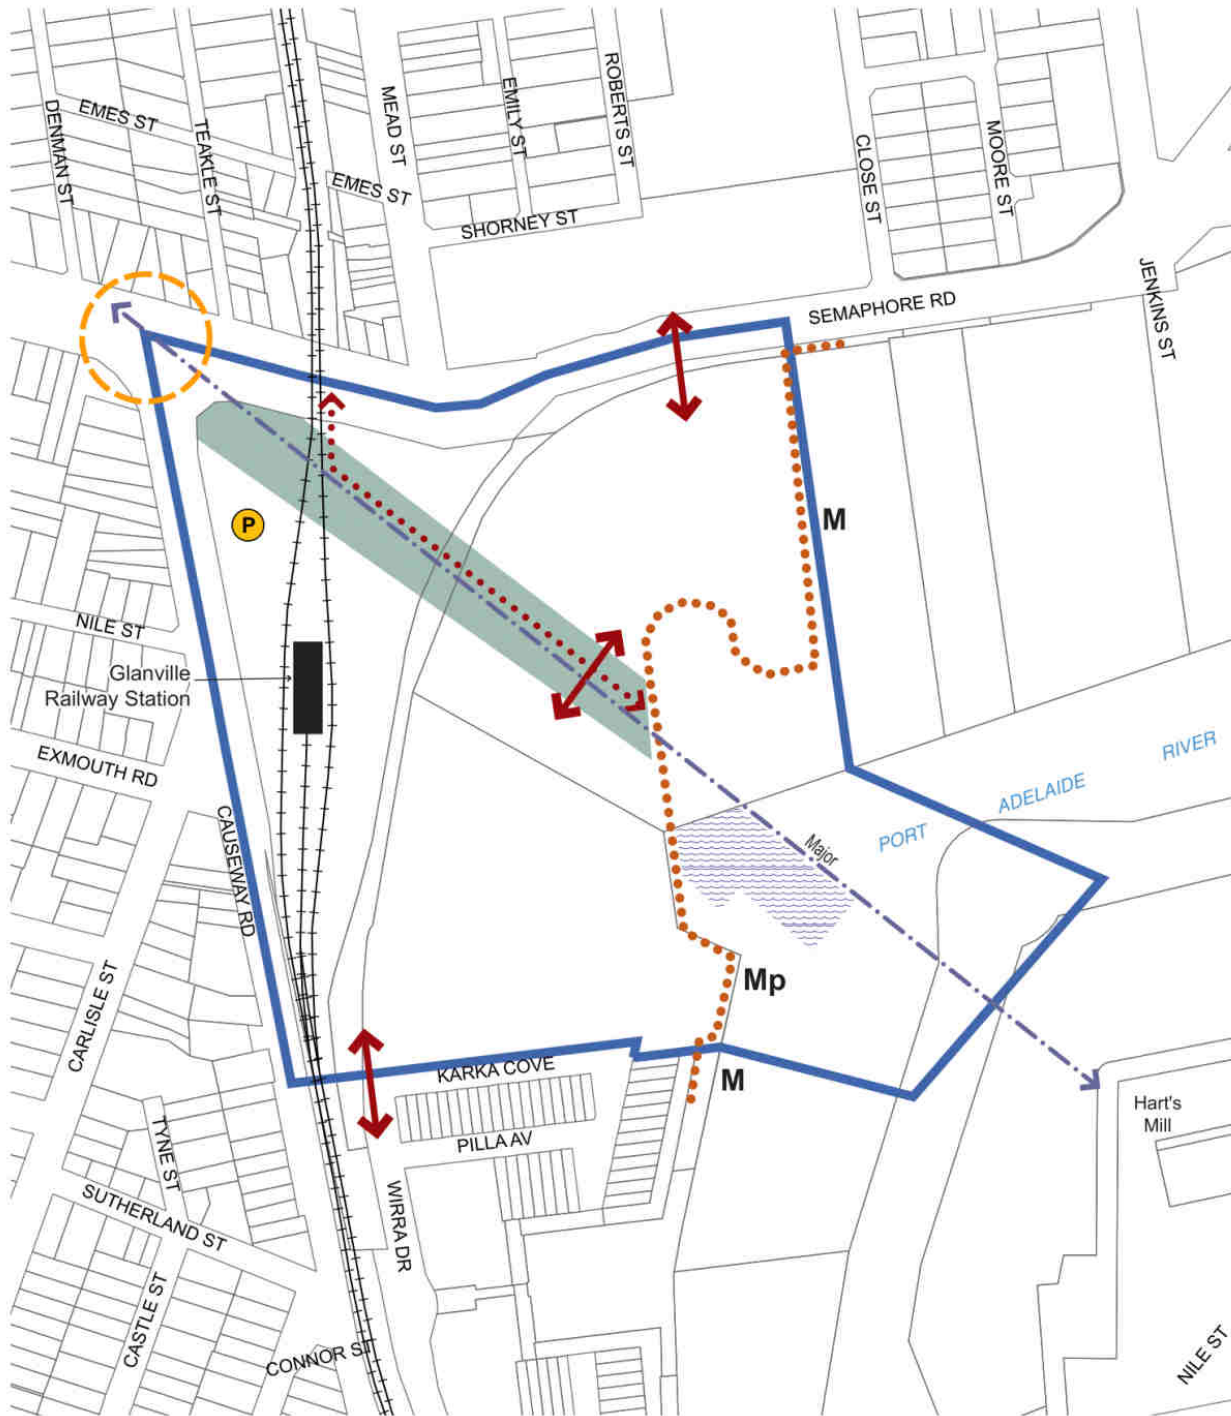 DENMAN ST
EMES ST
TEAKLE ST
MEAD ST
EMES ST
EMILY ST
ROBERTS ST
SHORNEY ST
CLOSE ST
MOORE ST
JENKINS ST
SEMAPHORE RD
P
M
NILE ST
Glanville
Railway Station
EXMOUTH RD
CAUSEWAY RD
PORT
ADELAIDE
RIVER
Major
CARLISLE ST
Mp
KARKA COVE
M
PILLA AV
Hart's
Mill
TYNE ST
WIRRA DR
SUTHERLAND ST
CASTLE ST
CONNOR ST
NILE ST